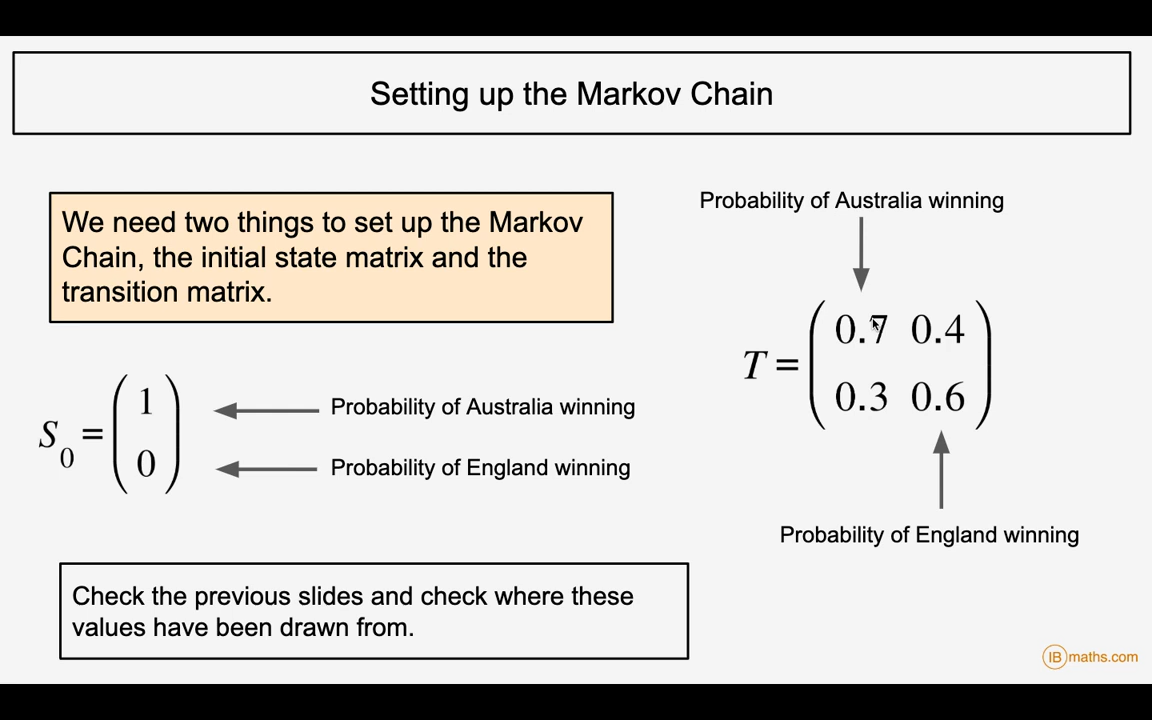 Setting up the Markov Chain
We need two things to set up the Markov
Chain, the initial state matrix and the
transition matrix.
Probability of Australia winning
T = ( 0.7 0.4
0.3 0.6 )
Probability of England winning
S0 = ( 1
0 )
Probability of Australia winning
Probability of England winning
Check the previous slides and check where these
values have been drawn from.
IBmaths.com